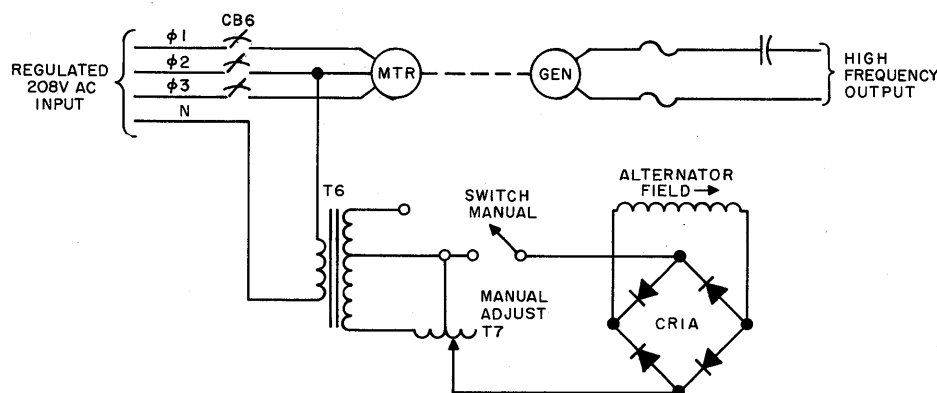 CB6
φ1
φ2
φ3
N
REGULATED
208V AC
INPUT
MTR
GEN
HIGH
FREQUENCY
OUTPUT
T6
SWITCH
MANUAL
MANUAL
ADJUST
T7
ALTERNATOR
FIELD→
CR1A